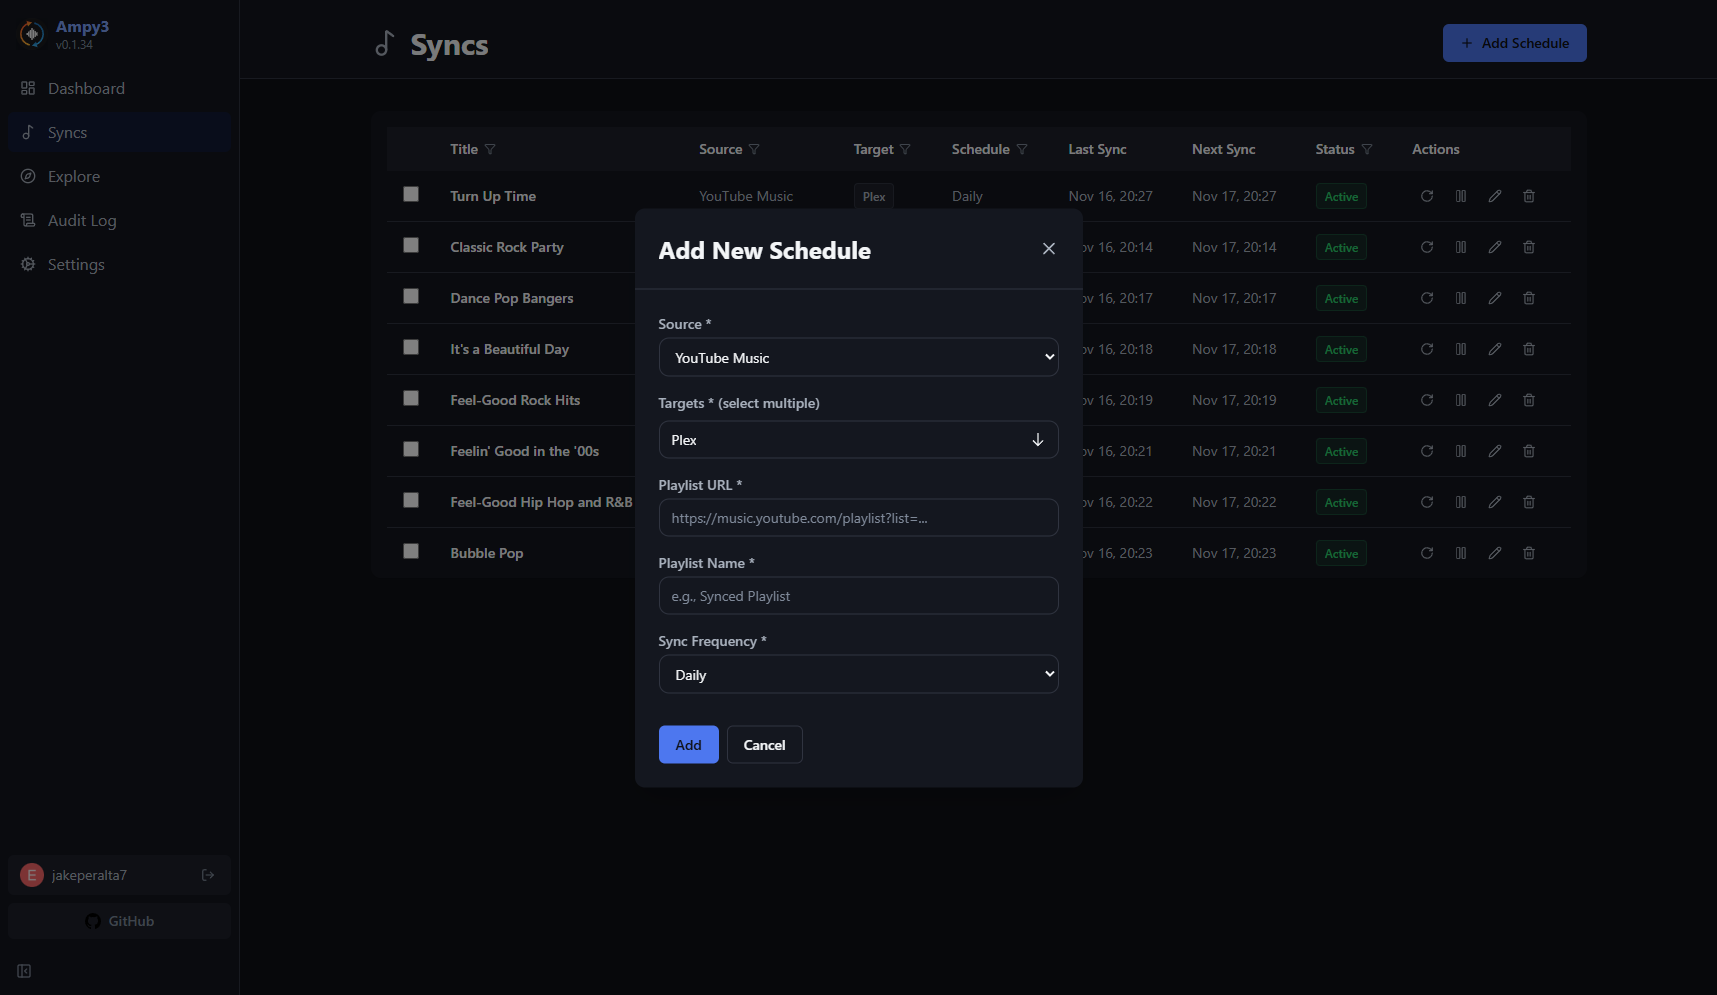 Ampy3
v0.1.34
Dashboard
Syncs
Explore
Audit Log
Settings
E jakeperalta7
GitHub
Syncs
+ Add Schedule
Title Source Target Schedule Last Sync Next Sync Status Actions
Turn Up Time YouTube Music Plex Daily Nov 16, 20:27 Nov 17, 20:27 Active
Classic Rock Party ov 16, 20:14 Nov 17, 20:14 Active
Dance Pop Bangers ov 16, 20:17 Nov 17, 20:17 Active
It's a Beautiful Day ov 16, 20:18 Nov 17, 20:18 Active
Feel-Good Rock Hits ov 16, 20:19 Nov 17, 20:19 Active
Feelin' Good in the '00s ov 16, 20:21 Nov 17, 20:21 Active
Feel-Good Hip Hop and R&B ov 16, 20:22 Nov 17, 20:22 Active
Bubble Pop ov 16, 20:23 Nov 17, 20:23 Active
Add New Schedule
Source *
YouTube Music
Targets * (select multiple)
Plex
Playlist URL *
https://music.youtube.com/playlist?list=...
Playlist Name *
e.g., Synced Playlist
Sync Frequency *
Daily
Add Cancel